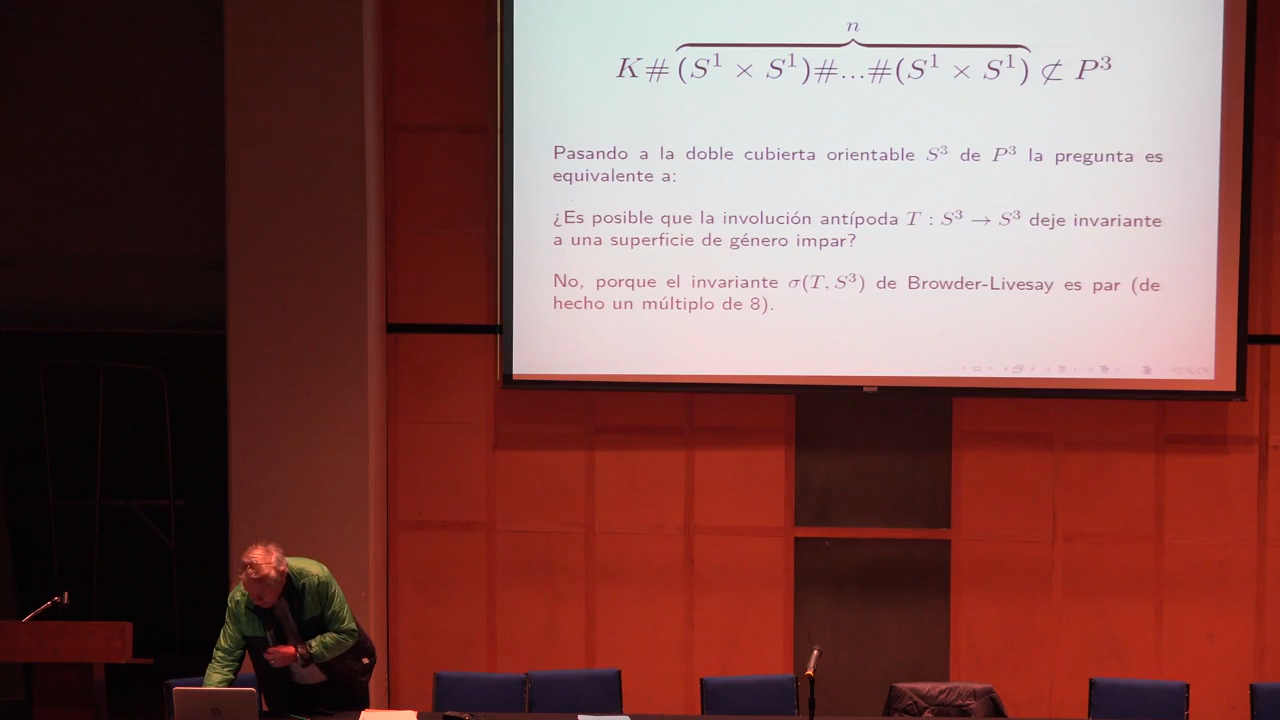 n
K#(S¹ × S¹)#...#(S¹ × S¹) ⊄ P³
Pasando a la doble cubierta orientable S³ de P³ la pregunta es
equivalente a:
¿Es posible que la involución antípoda T : S³ → S³ deje invariante
a una superficie de género impar?
No, porque el invariante σ(T, S³) de Browder-Livesay es par (de
hecho un múltiplo de 8).
hp